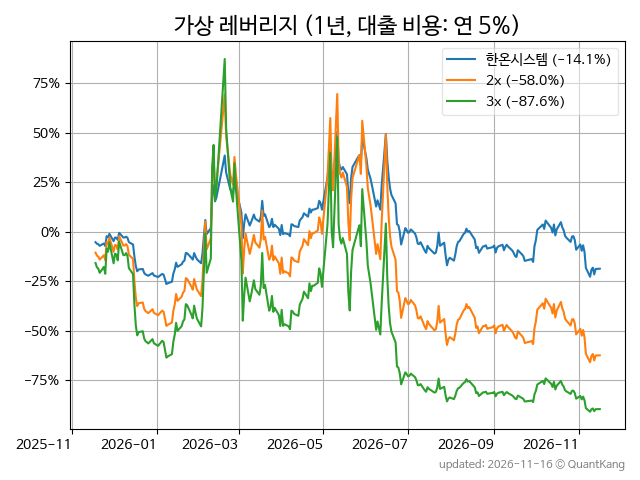 가상 레버리지 (1년, 대출 비용: 연 5%)
한온시스템 (−14.1%)
2x (−58.0%)
3x (−87.6%)
75%
50%
25%
0%
−25%
−50%
−75%
2025-11 2026-01 2026-03 2026-05 2026-07 2026-09 2026-11
updated: 2026-11-16 © QuantKang